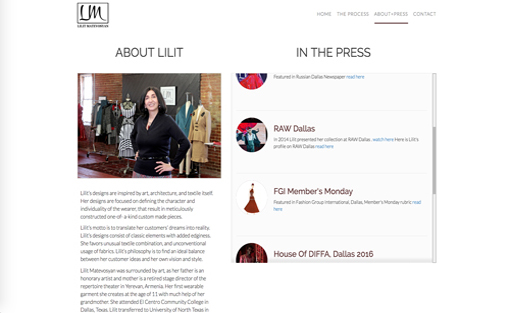 LM
LILIT MATEVOSYAN
HOME THE PROCESS ABOUT+PRESS CONTACT
ABOUT LILIT
IN THE PRESS
Featured in Russian Dallas Newspaper read here
RAW Dallas
In 2014 Lilit presented her collection at RAW Dallas. watch here Here is Lilit's
profile on RAW Dallas read here
FGI Member's Monday
Featured in Fashion Group International, Dallas, Member's Monday rubric read
here
House Of DIFFA, Dallas 2016
Lilit's designs are inspired by art, architecture, and textile itself.
Her designs are focused on defining the character and
individuality of the wearer, that result in meticulously
constructed one-of- a-kind custom made pieces.
Lilit's motto is to translate her customers' dreams into reality.
Lilit's designs consist of classic elements with added edginess.
She favors unusual textile combination, and unconventional
usage of fabrics. Lilit's philosophy is to find an ideal balance
between her customer ideas and her own vision and style.
Lilit Matevosyan was surrounded by art, as her father is an
honorary artist and mother is a retired stage director of the
repertoire theater in Yerevan, Armenia. Her first wearable
garment she creates at the age of 11 with much help of her
grandmother. She attended El Centro Community College in
Dallas, Texas. Lilit transferred to University of North Texas in